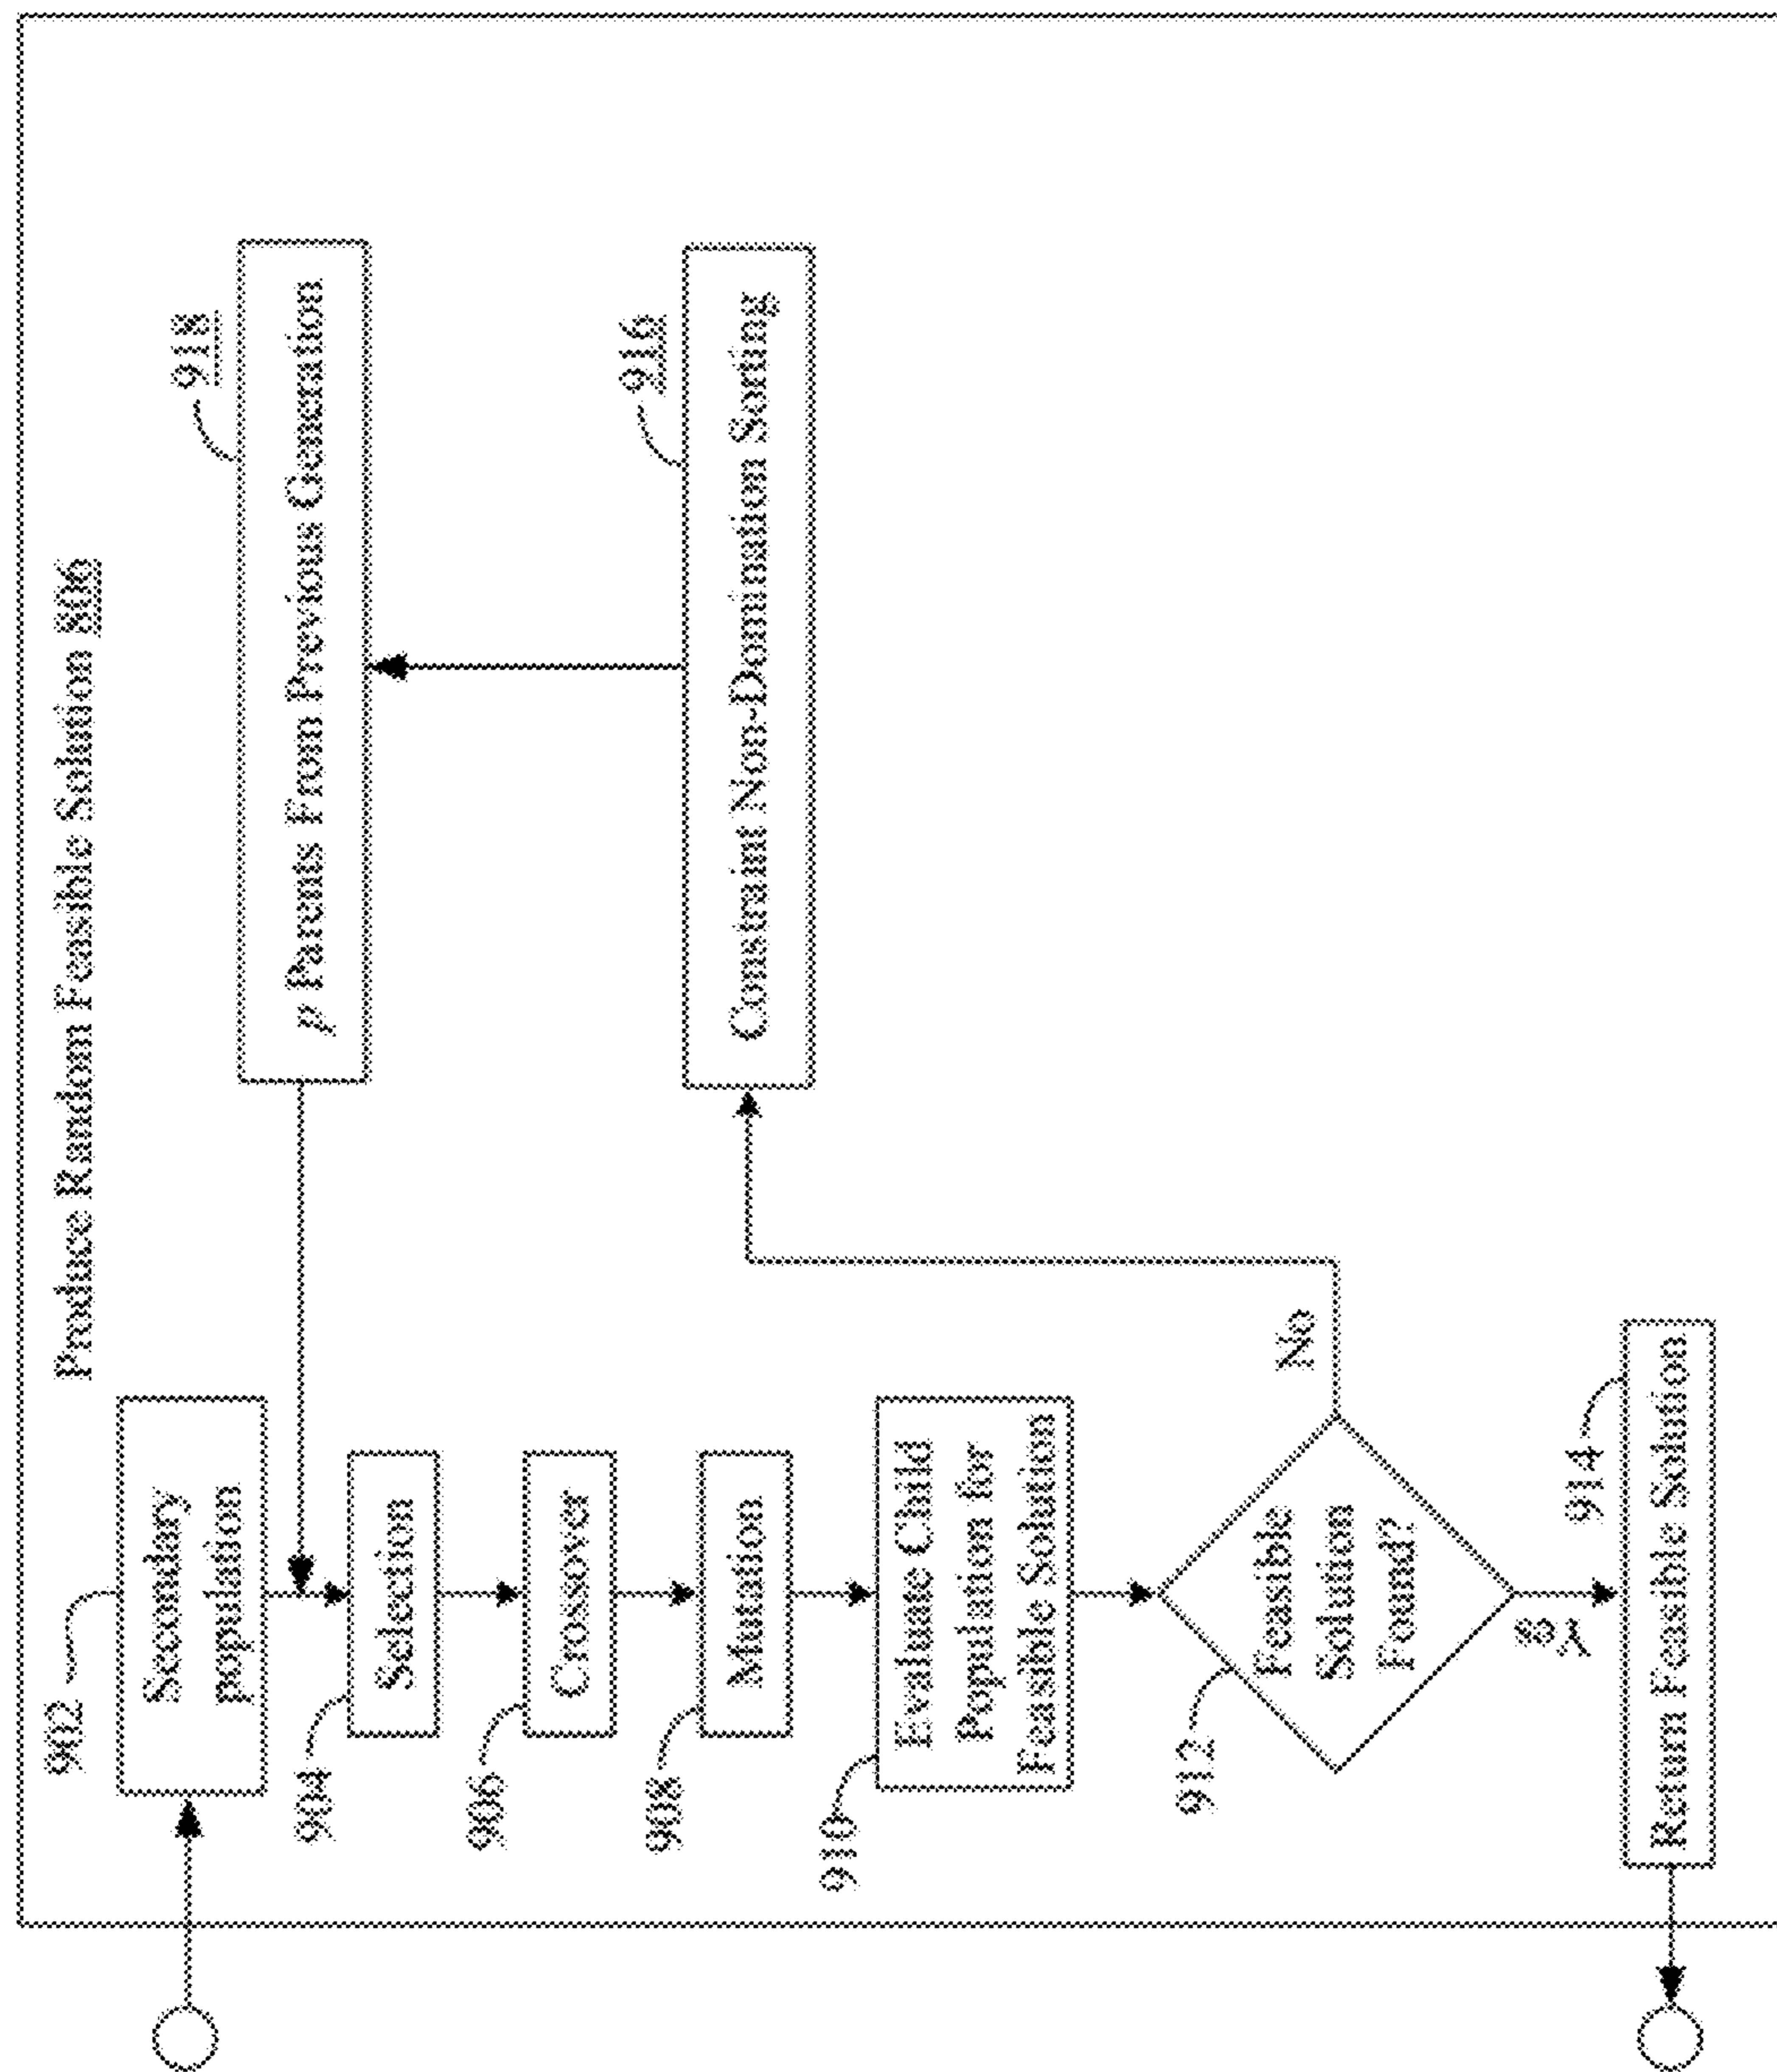 Produce Random Feasible Solution 806
902
Secondary
population
918
p Parents From Previous Generation
904
Selection
906
Crossover
908
Mutation
916
Constraint Non-Domination Sorting
910
Evaluate Child
Population for
Feasible Solution
912
Feasible
Solution
Found?
No
Yes
914
Return Feasible Solution